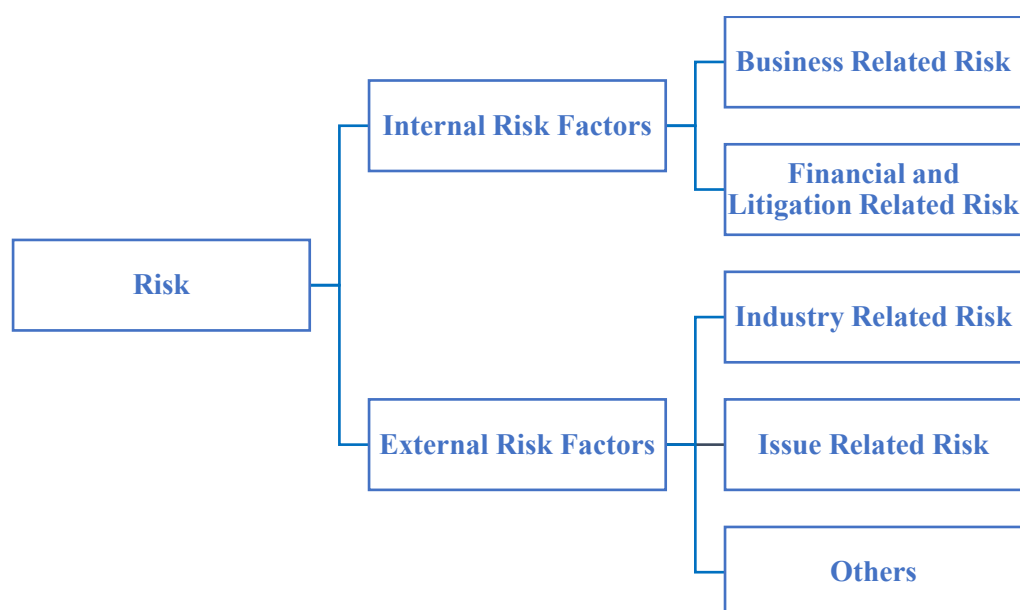 Risk
Internal Risk Factors
Business Related Risk
Financial and
Litigation Related Risk
External Risk Factors
Industry Related Risk
Issue Related Risk
Others